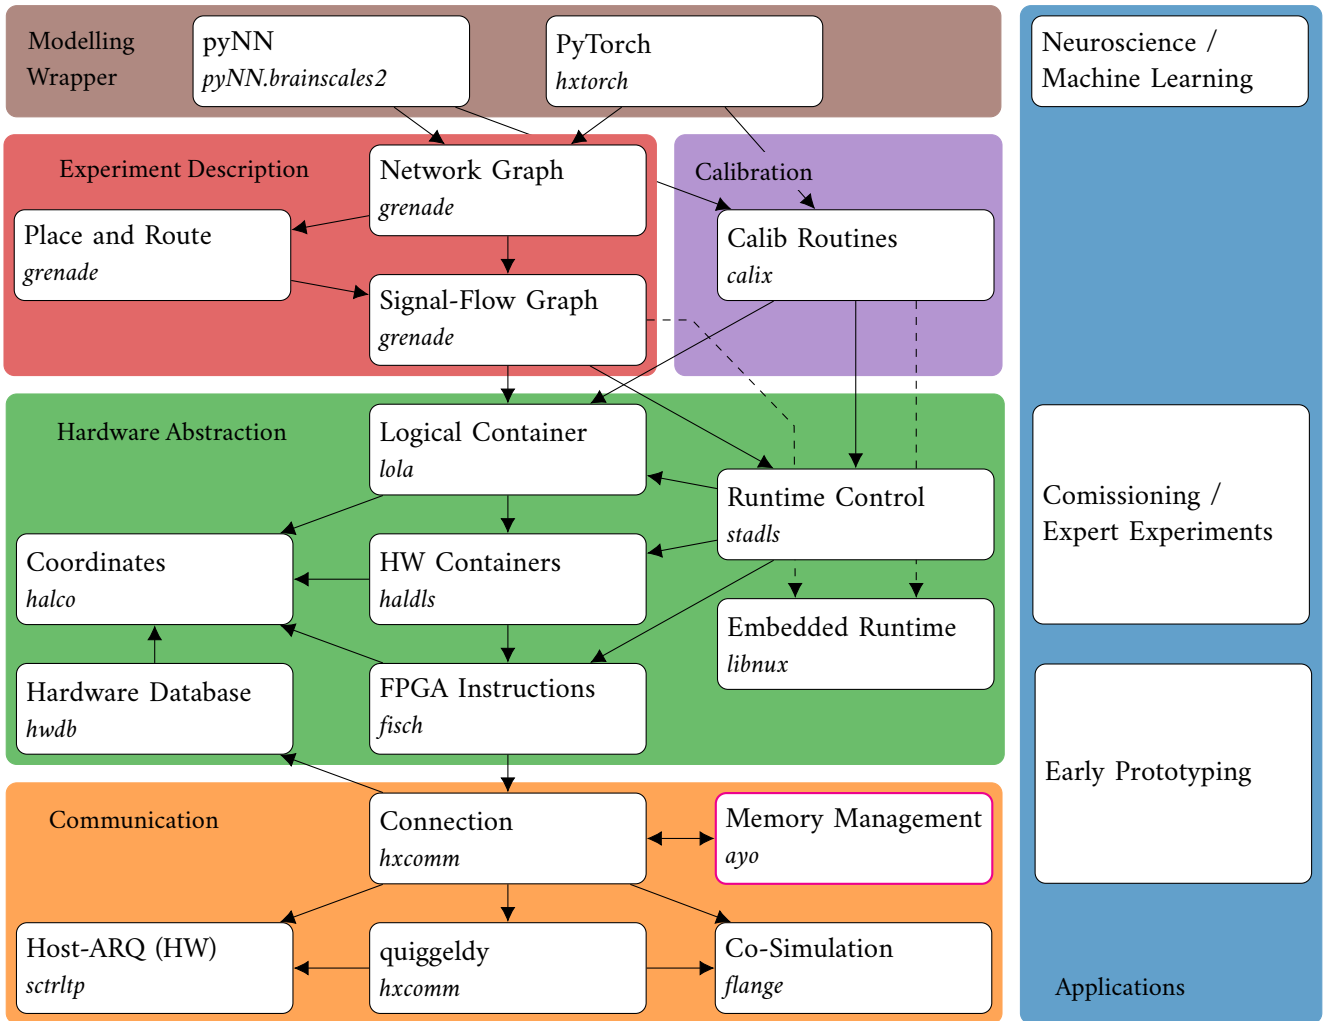 Modelling
Wrapper
pyNN
pyNN.brainscales2
PyTorch
hxtorch
Neuroscience /
Machine Learning
Experiment Description
Network Graph
grenade
Calibration
Place and Route
grenade
Calib Routines
calix
Signal-Flow Graph
grenade
Hardware Abstraction
Logical Container
lola
Runtime Control
stadls
Comissioning /
Expert Experiments
Coordinates
halco
HW Containers
haldls
Embedded Runtime
libnux
Hardware Database
hwdb
FPGA Instructions
fisch
Early Prototyping
Communication
Connection
hxcomm
Memory Management
ayo
Host-ARQ (HW)
sctrltp
quiggeldy
hxcomm
Co-Simulation
flange
Applications